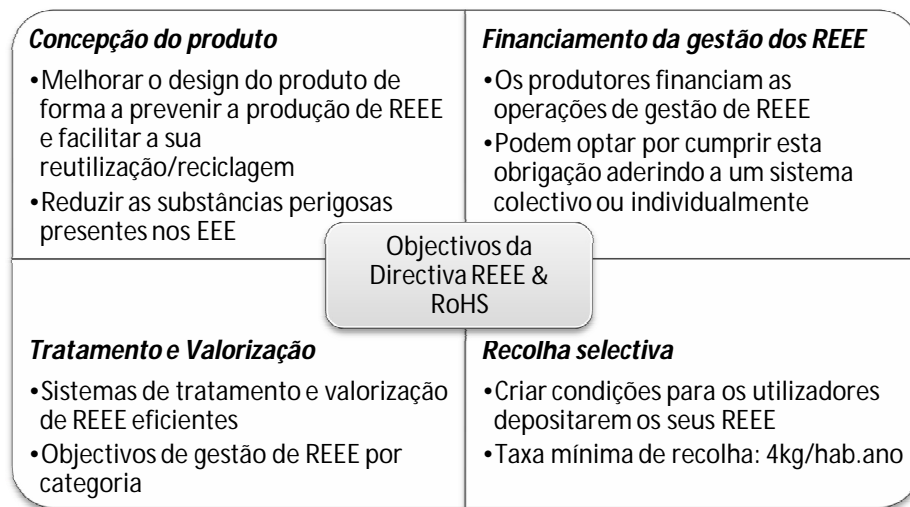 Concepção do produto
•Melhorar o design do produto de
forma a prevenir a produção de REEE
e facilitar a sua
reutilização/reciclagem
•Reduzir as substâncias perigosas
presentes nos EEE
Financiamento da gestão dos REEE
•Os produtores financiam as
operações de gestão de REEE
•Podem optar por cumprir esta
obrigação aderindo a um sistema
colectivo ou individualmente
Objectivos da
Directiva REEE &
RoHS
Tratamento e Valorização
•Sistemas de tratamento e valorização
de REEE eficientes
•Objectivos de gestão de REEE por
categoria
Recolha selectiva
•Criar condições para os utilizadores
depositarem os seus REEE
•Taxa mínima de recolha: 4kg/hab.ano